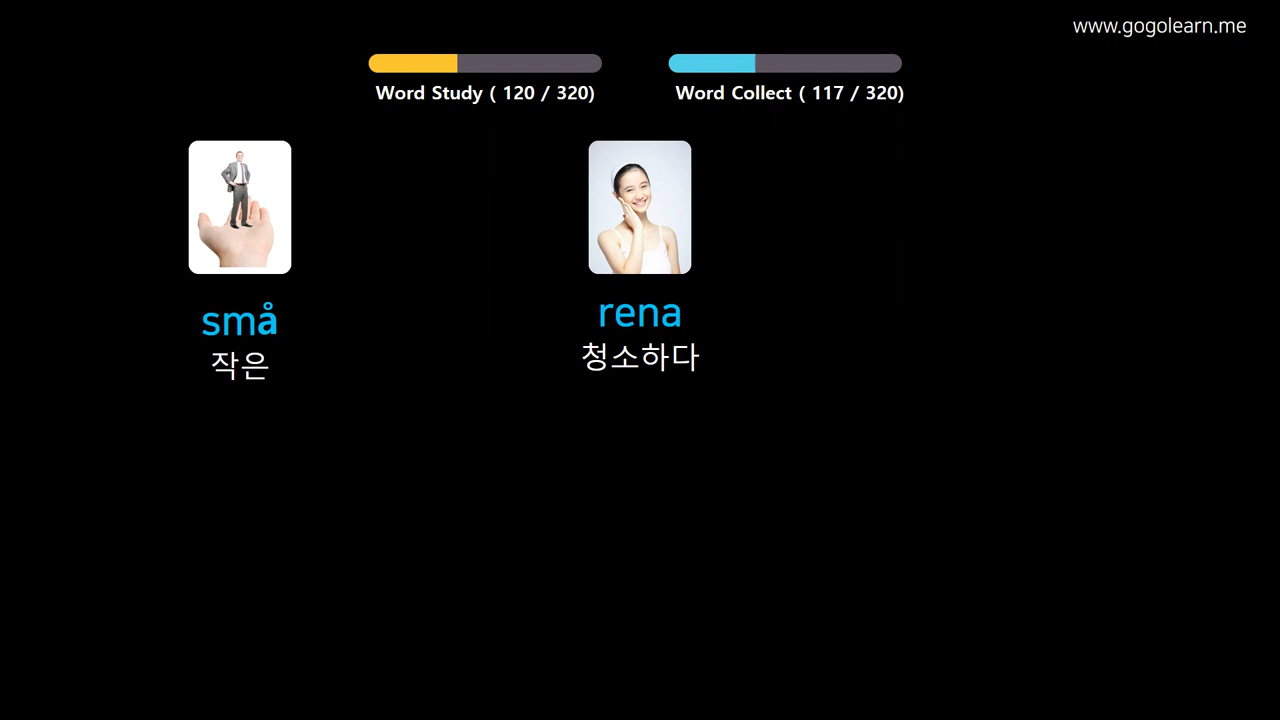 www.gogolearn.me
Word Study ( 120 / 320)
Word Collect ( 117 / 320)
små
작은
rena
청소하다